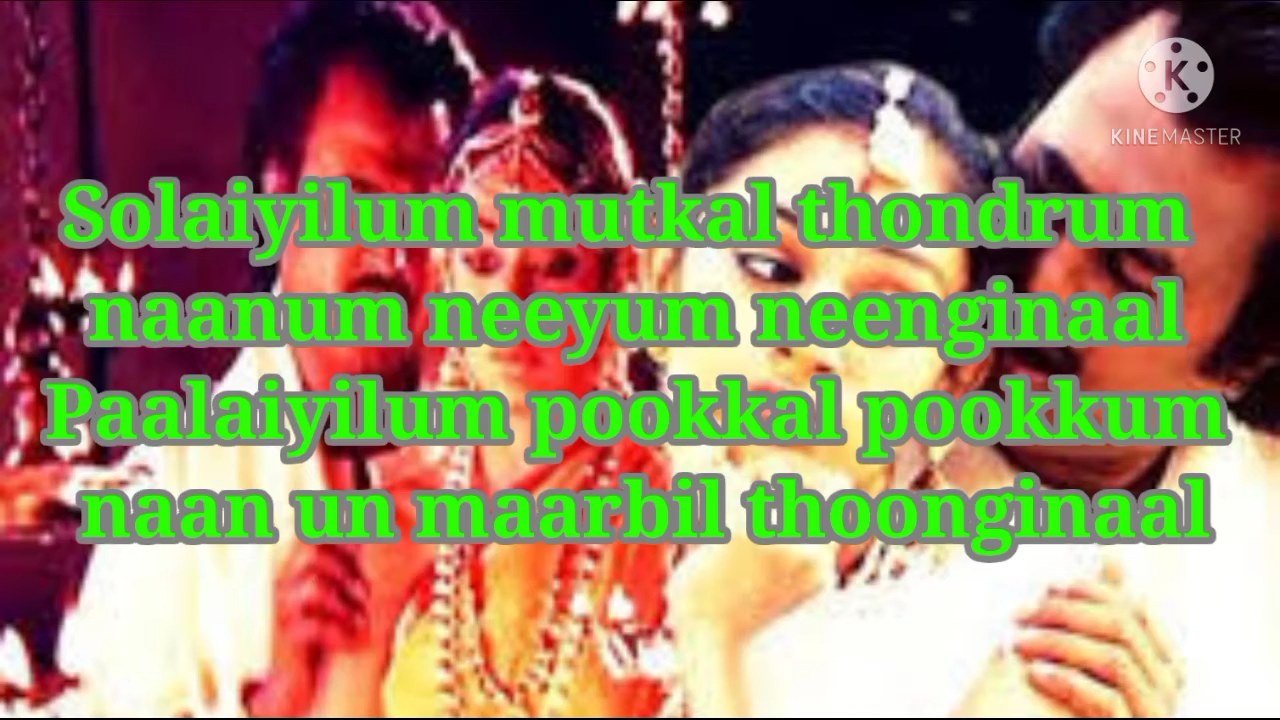 KINEMASTER
Solaiyilum mutkal thondrum
naanum neeyum neenginaal
Paalaiyilum pookkal pookkum
naan un maarbil thoonginaal